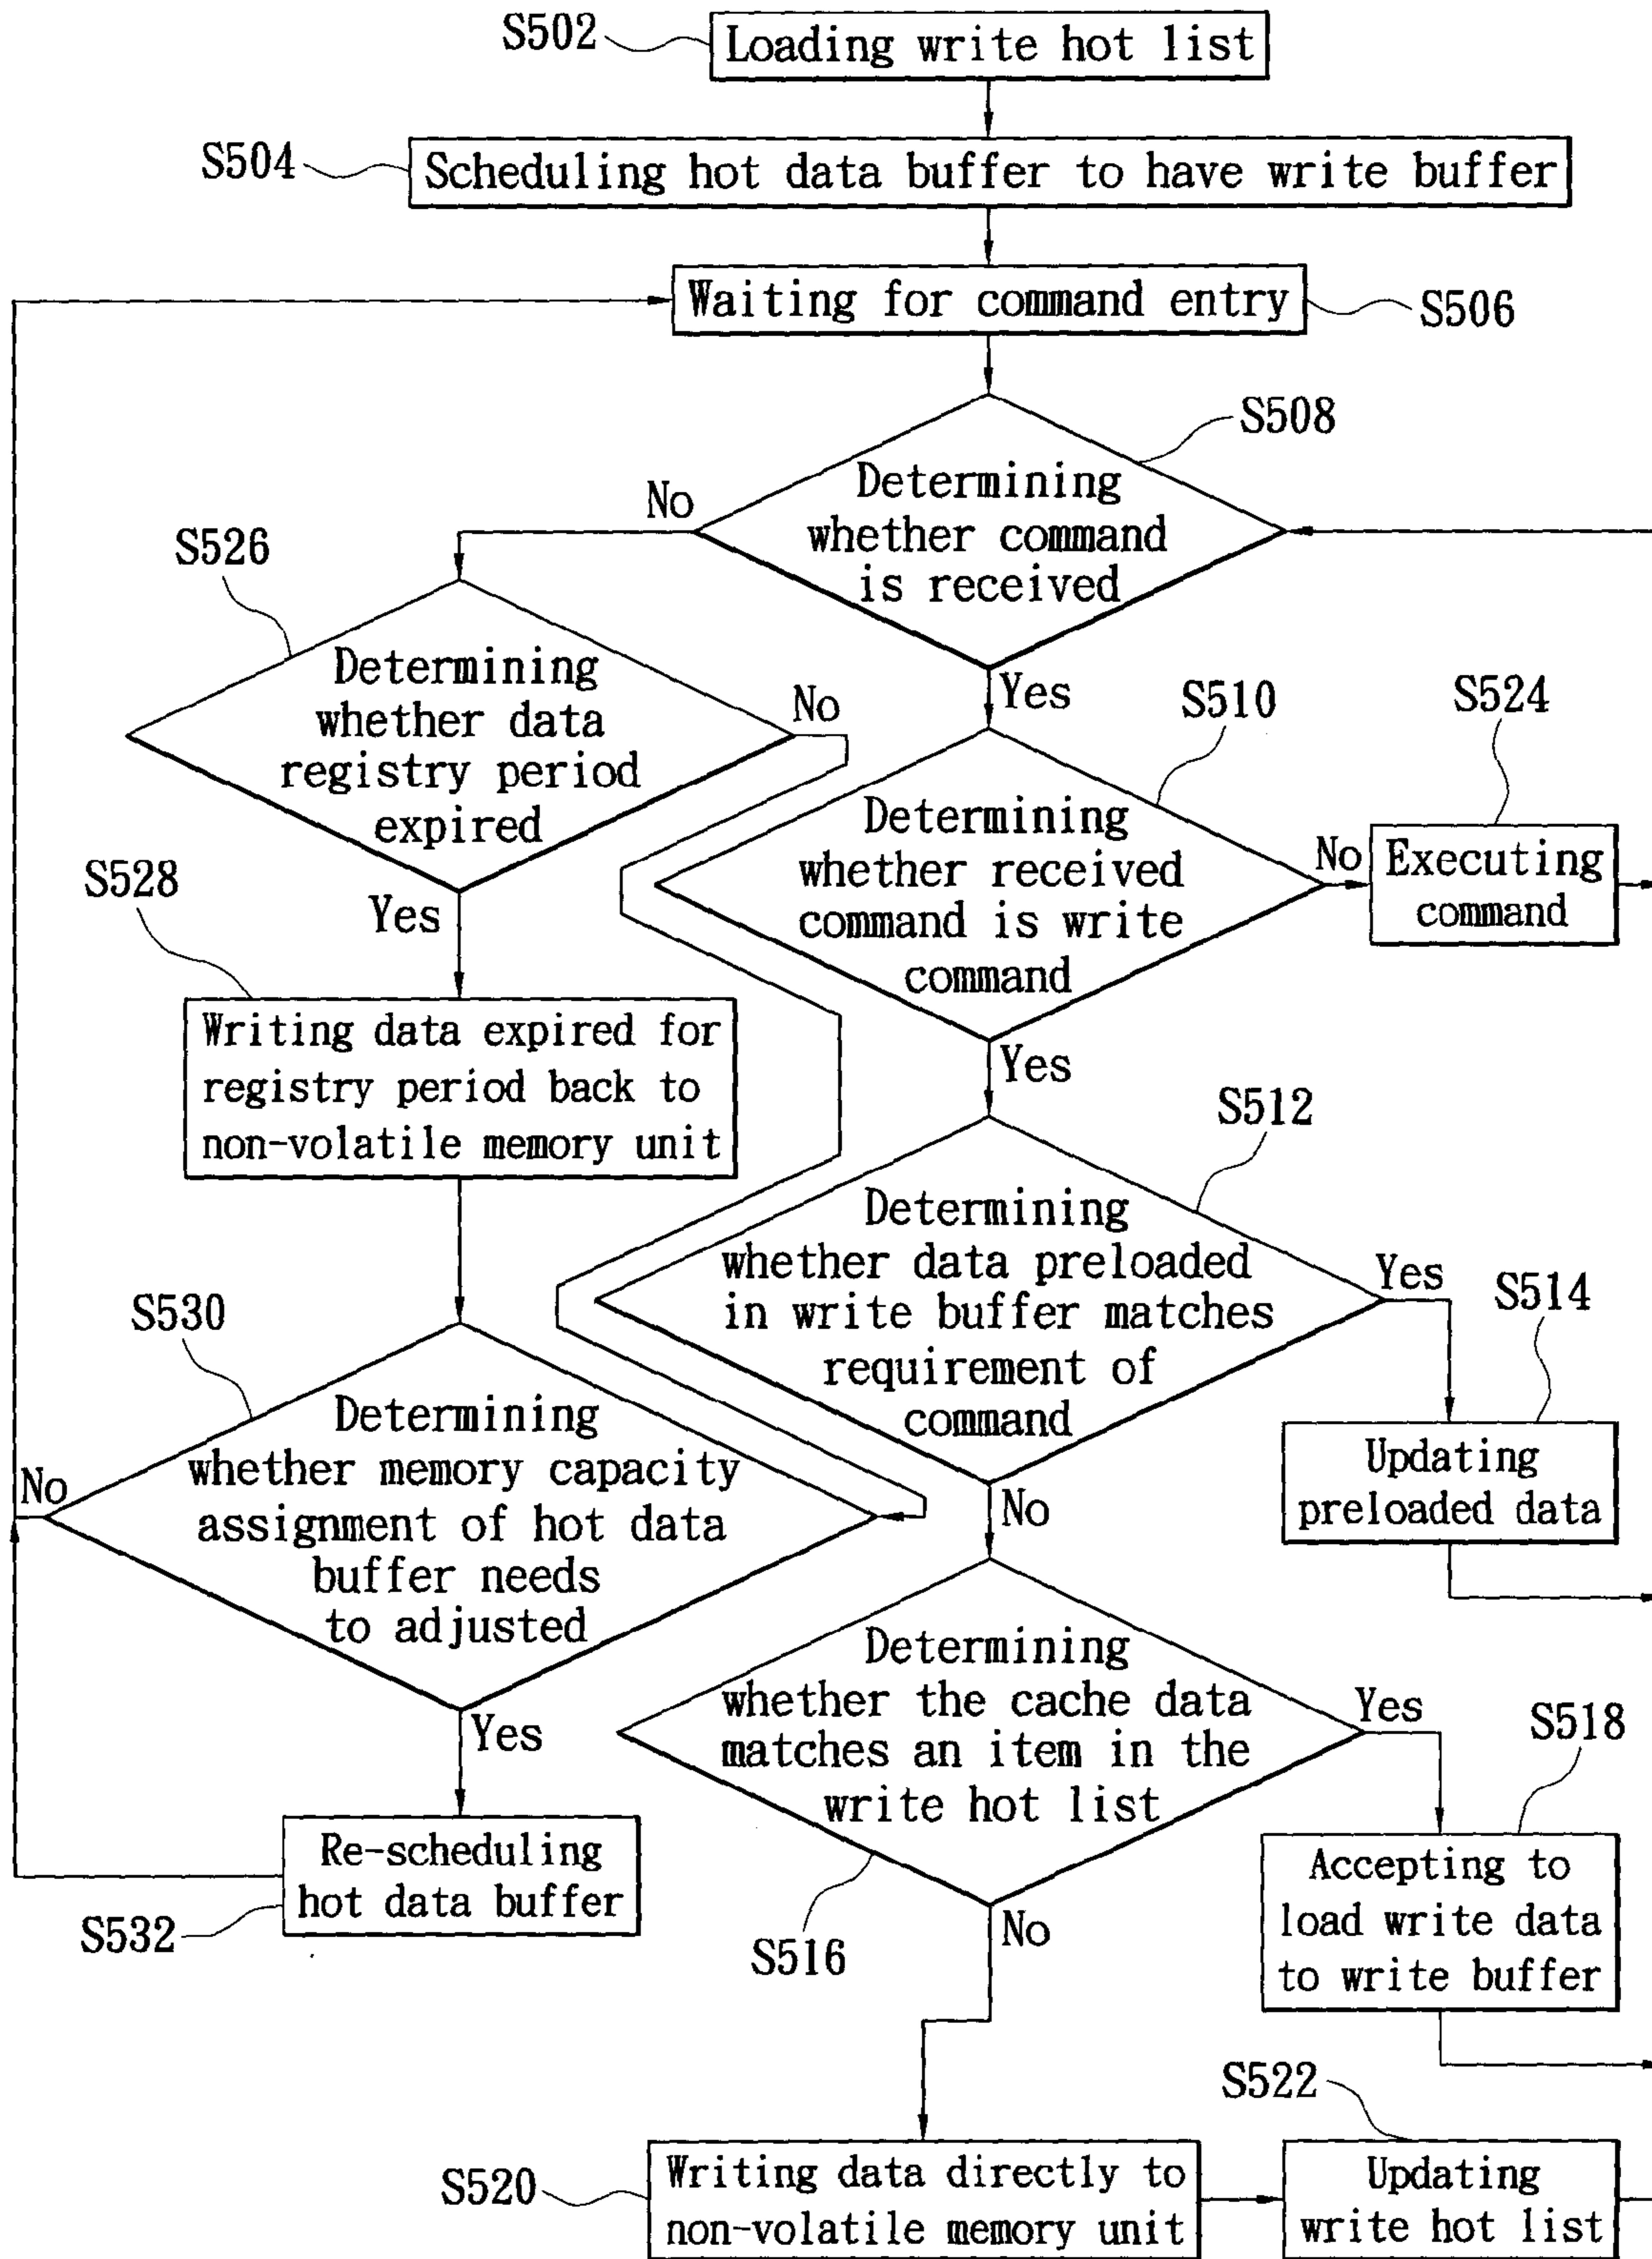 S502
Loading write hot list
S504
Scheduling hot data buffer to have write buffer
Waiting for command entry
S506
S508
Determining
whether command
is received
No
Yes
S526
Determining
whether data
registry period
expired
No
Yes
S510
Determining
whether received
command is write
command
No
Yes
S524
Executing
command
S528
Writing data expired for
registry period back to
non-volatile memory unit
S512
Determining
whether data preloaded
in write buffer matches
requirement of
command
Yes
No
S514
Updating
preloaded data
S530
Determining
whether memory capacity
assignment of hot data
buffer needs
to adjusted
No
Yes
S532
Re-scheduling
hot data buffer
S516
Determining
whether the cache data
matches an item in the
write hot list
Yes
No
S518
Accepting to
load write data
to write buffer
S520
Writing data directly to
non-volatile memory unit
S522
Updating
write hot list